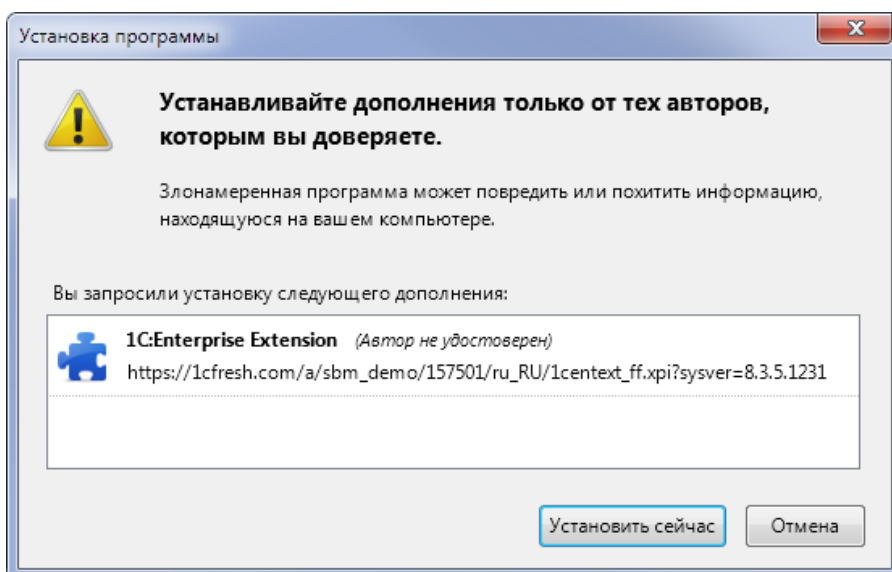 Установка программы
Устанавливайте дополнения только от тех авторов,
которым вы доверяете.
Злонамеренная программа может повредить или похитить информацию,
находящуюся на вашем компьютере.
Вы запросили установку следующего дополнения:
1C:Enterprise Extension (Автор не удостоверен)
https://1cfresh.com/a/sbm_demo/157501/ru_RU/1centext_ff.xpi?sysver=8.3.5.1231
Установить сейчас Отмена